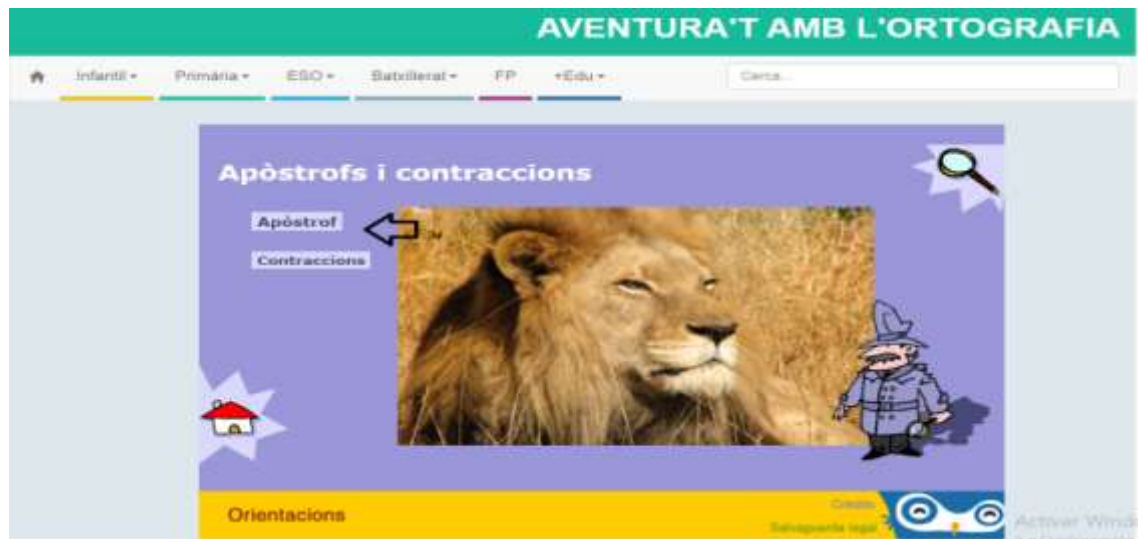 AVENTURA'T AMB L'ORTOGRAFIA
Infantil Primària ESO Batxillerat FP +Edu Cerca...
Apòstrofs i contraccions
Apòstrof
Contraccions
Orientacions
Crèdits
Salvaguarda legal
Activar Windo